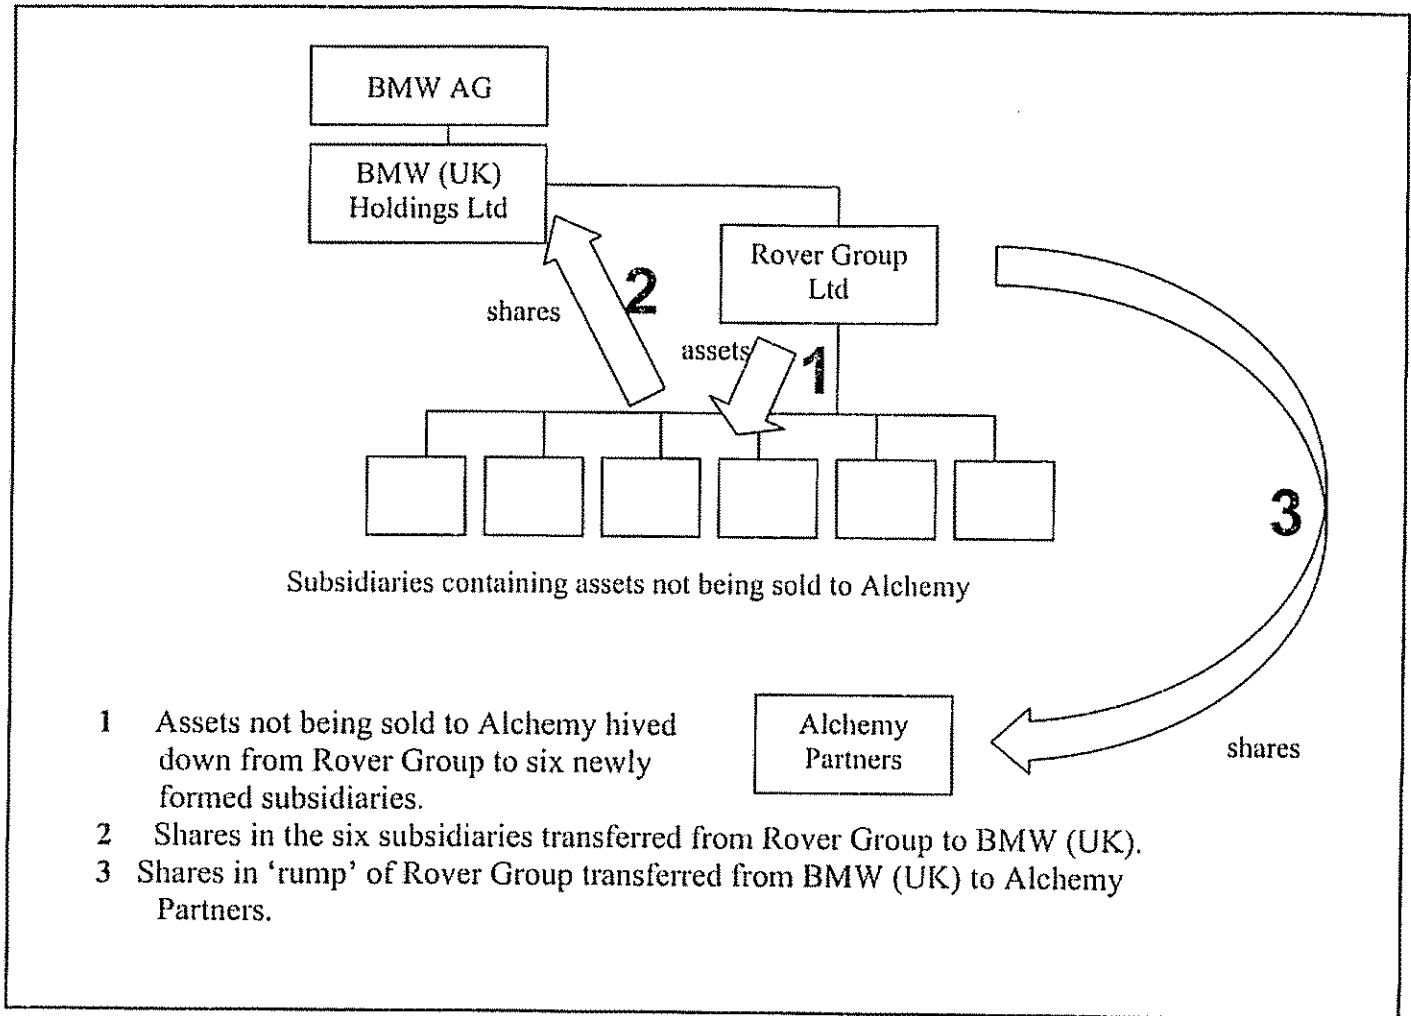 BMW AG
BMW (UK)
Holdings Ltd
Rover Group
Ltd
2
shares
assets
1
3
Subsidiaries containing assets not being sold to Alchemy
Alchemy
Partners
shares
1 Assets not being sold to Alchemy hived
down from Rover Group to six newly
formed subsidiaries.
2 Shares in the six subsidiaries transferred from Rover Group to BMW (UK).
3 Shares in 'rump' of Rover Group transferred from BMW (UK) to Alchemy
Partners.